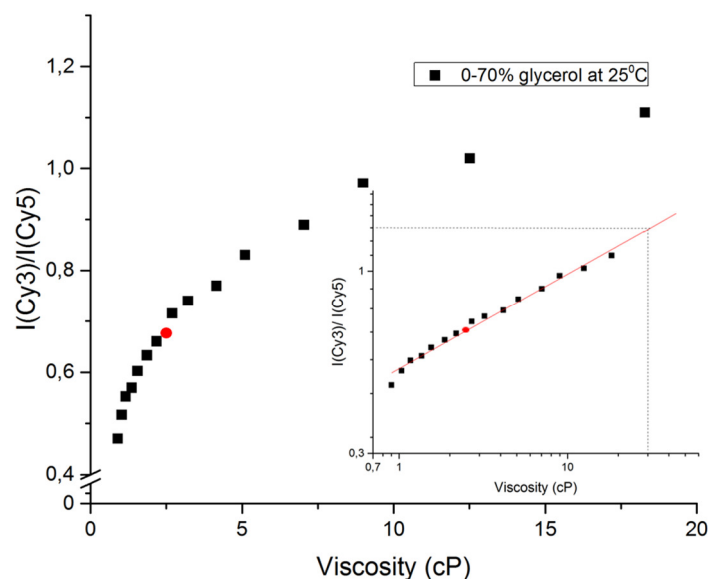 1,2
0-70% glycerol at 25⁰C
1,0
I(Cy3)/I(Cy5)
0,8
0,6
0,4
0
1
I(Cy3)/ I(Cy5)
0,3
0,7 1 10
Viscosity (cP)
0 5 10 15 20
Viscosity (cP)